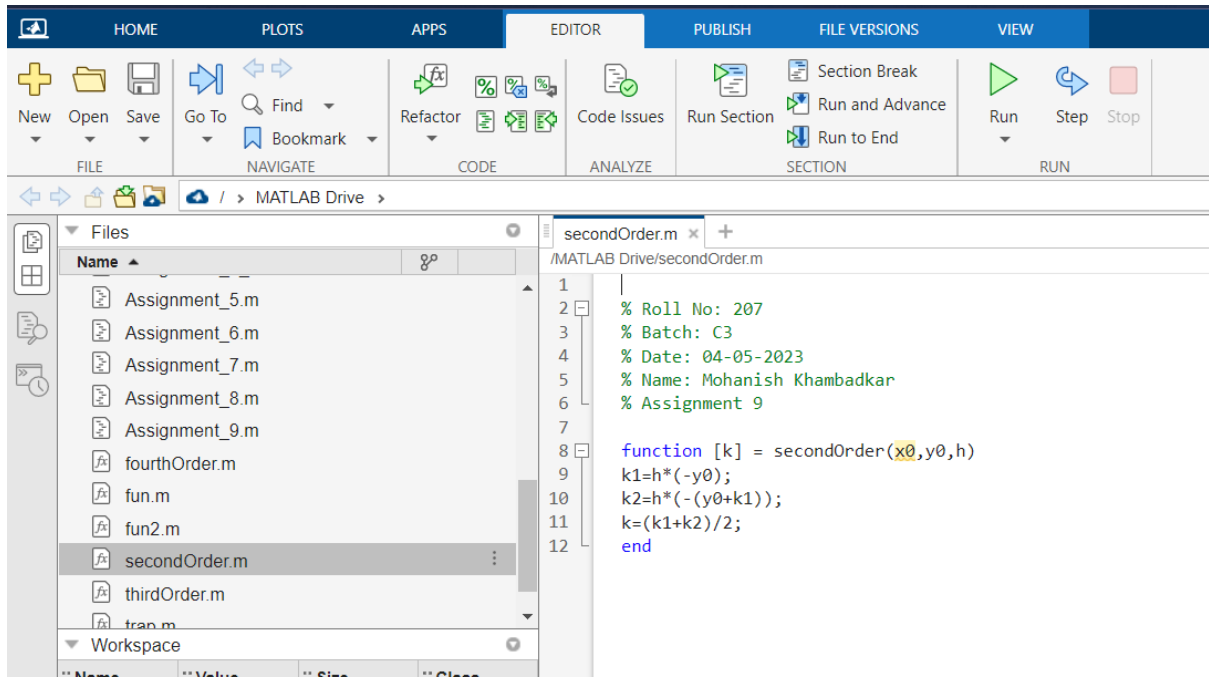 HOME PLOTS APPS EDITOR PUBLISH FILE VERSIONS VIEW
New Open Save Go To Find Bookmark Refactor Code Issues Run Section Section Break Run and Advance Run to End Run Step Stop
FILE NAVIGATE CODE ANALYZE SECTION RUN
/ > MATLAB Drive >
Files
Name
Assignment_5.m
Assignment_6.m
Assignment_7.m
Assignment_8.m
Assignment_9.m
fourthOrder.m
fun.m
fun2.m
secondOrder.m
thirdOrder.m
trap.m
Workspace
Name Value Size Class
secondOrder.m × +
/MATLAB Drive/secondOrder.m
1
2 % Roll No: 207
3 % Batch: C3
4 % Date: 04-05-2023
5 % Name: Mohanish Khambadkar
6 % Assignment 9
7
8 function [k] = secondOrder(x0,y0,h)
9 k1=h*(-y0);
10 k2=h*(-(y0+k1));
11 k=(k1+k2)/2;
12 end